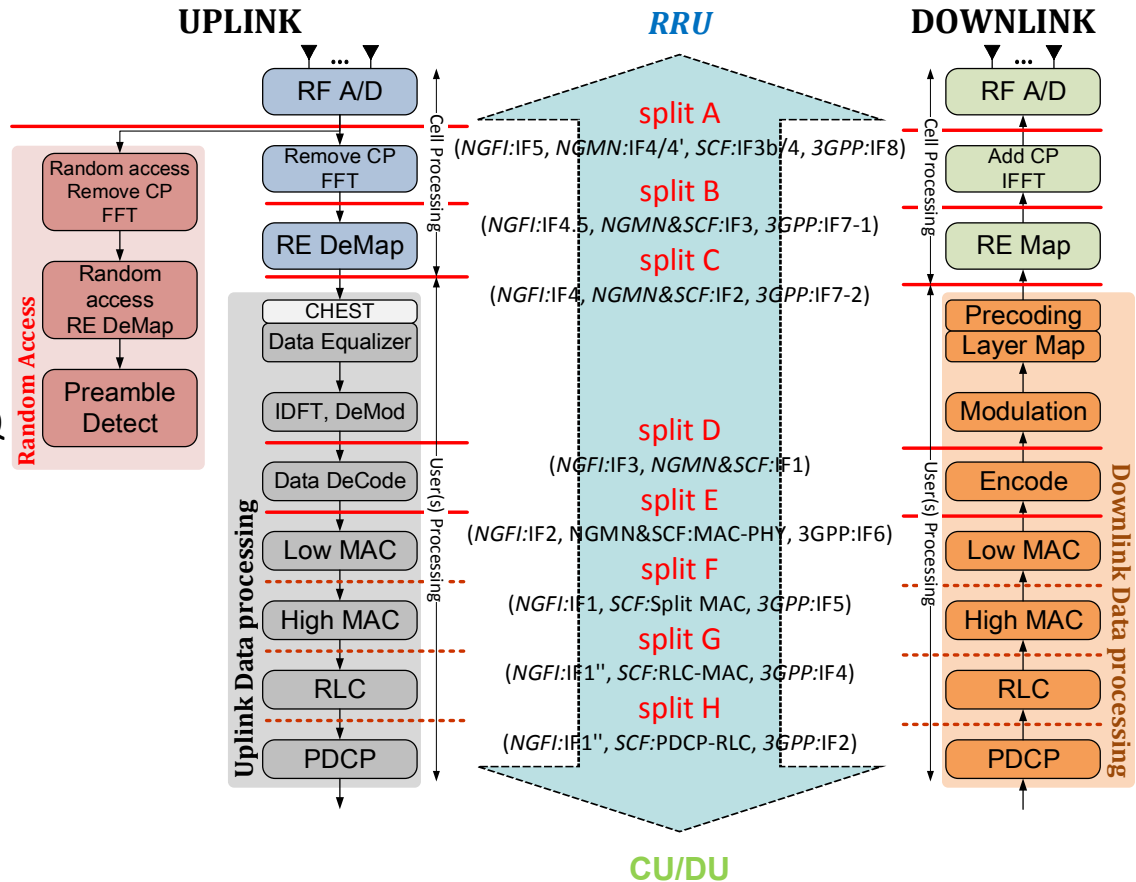 UPLINK
RRU
DOWNLINK
...
RF A/D
Random access
Remove CP
FFT
Random
access
RE DeMap
Preamble
Detect
Random Access
Remove CP
FFT
RE DeMap
CHEST
Data Equalizer
IDFT, DeMod
Data DeCode
Low MAC
High MAC
RLC
PDCP
Uplink Data processing
Cell Processing
User(s) Processing
split A
(NGFI:IF5, NGMN:IF4/4', SCF:IF3b/4, 3GPP:IF8)
split B
(NGFI:IF4.5, NGMN&SCF:IF3, 3GPP:IF7-1)
split C
(NGFI:IF4, NGMN&SCF:IF2, 3GPP:IF7-2)
split D
(NGFI:IF3, NGMN&SCF:IF1)
split E
(NGFI:IF2, NGMN&SCF:MAC-PHY, 3GPP:IF6)
split F
(NGFI:IF1, SCF:Split MAC, 3GPP:IF5)
split G
(NGFI:IF1'', SCF:RLC-MAC, 3GPP:IF4)
split H
(NGFI:IF1'', SCF:PDCP-RLC, 3GPP:IF2)
CU/DU
Cell Processing
User(s) Processing
...
RF A/D
Add CP
IFFT
RE Map
Precoding
Layer Map
Modulation
Encode
Low MAC
High MAC
RLC
PDCP
Downlink Data processing